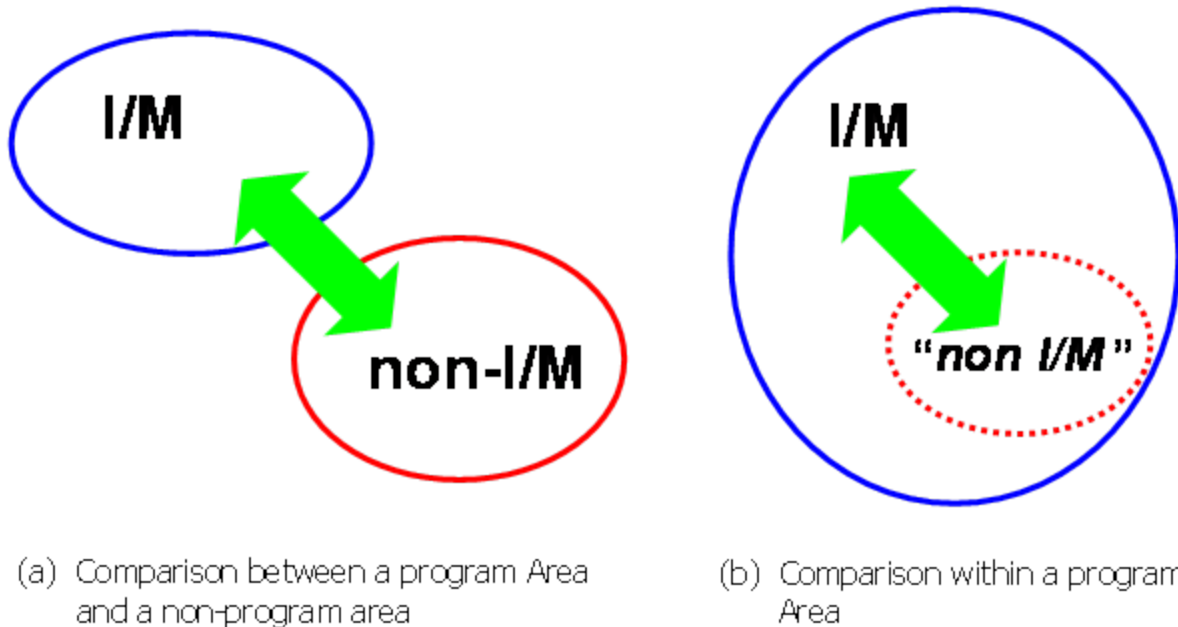 I/M
non-I/M
(a) Comparison between a program Area
and a non-program area
I/M
“non I/M”
(b) Comparison within a program
Area